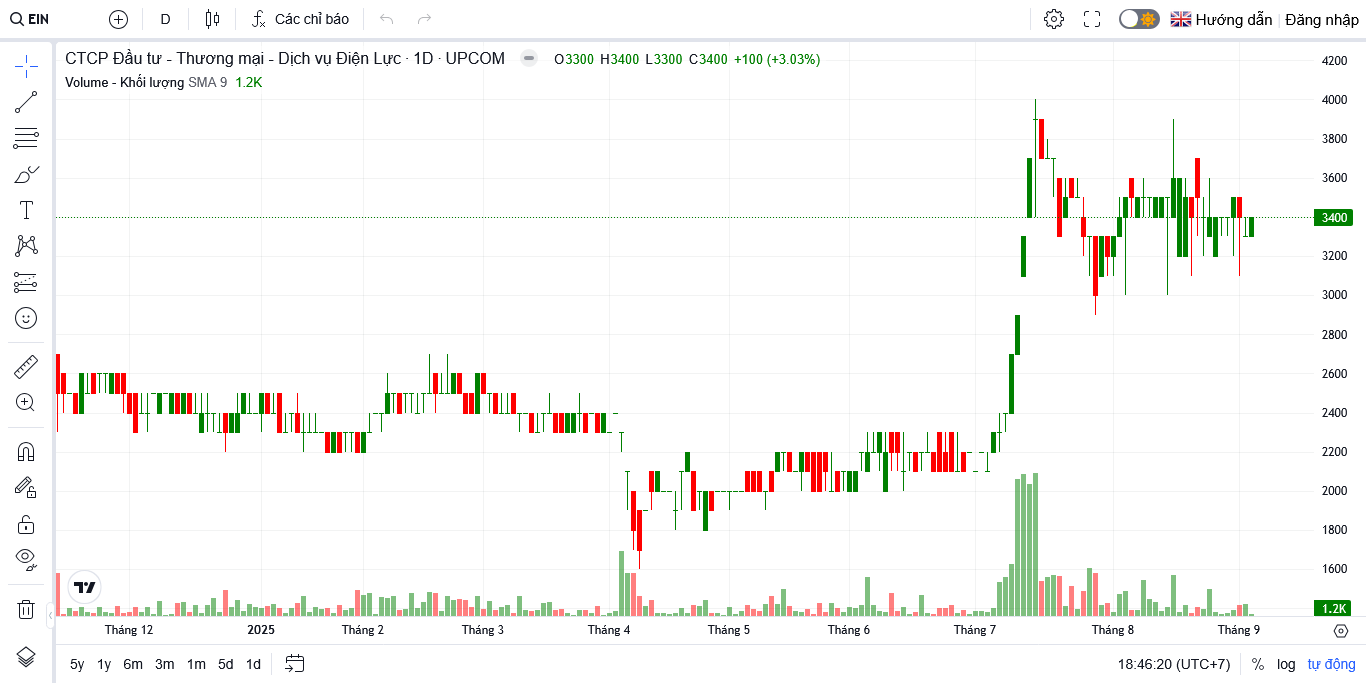 EIN D Các chỉ báo Hướng dẫn Đăng nhập
CTCP Đầu tư - Thương mại - Dịch vụ Điện Lực · 1D · UPCOM O3300 H3400 L3300 C3400 +100 (+3.03%)
Volume - Khối lượng SMA 9 1.2K
4200
4000
3800
3600
3400
3200
3000
2800
2600
2400
2200
2000
1800
1600
1.2K
Tháng 12 2025 Tháng 2 Tháng 3 Tháng 4 Tháng 5 Tháng 6 Tháng 7 Tháng 8 Tháng 9
5y 1y 6m 3m 1m 5d 1d 18:46:20 (UTC+7) % log tự động